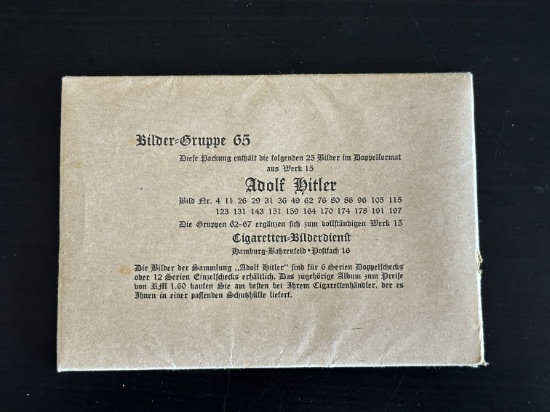 Bilder-Gruppe 65
Diese Packung enthält die folgenden 25 Bilder im Doppelformat
aus Werk 15
Adolf Hitler
Bild Nr. 4 11 26 29 31 36 49 62 76 80 86 96 105 115
123 131 143 151 159 164 170 174 178 191 197
Die Gruppen 62-67 ergänzen sich zum vollständigen Werk 15
Cigaretten-Bilderdienst
Hamburg-Bahrenfeld • Postfach 16
Die Bilder der Sammlung „Adolf Hitler“ sind für 6 Serien Doppelschecks
oder 12 Serien Einzelschecks erhältlich. Das zugehörige Album zum Preise
von RM 1.60 kaufen Sie am besten bei Ihrem Cigarettenhändler, der es
Ihnen in einer passenden Schutzhülle liefert.